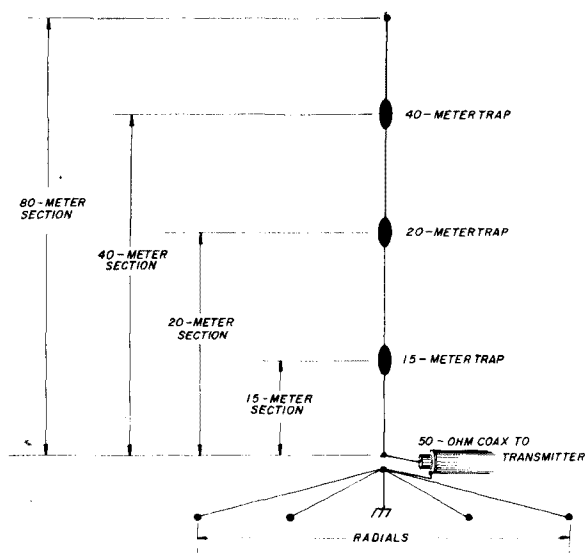 40-METER TRAP
80-METER
SECTION
40-METER
SECTION
20-METER TRAP
20-METER
SECTION
15-METER TRAP
15-METER
SECTION
50-OHM COAX TO
TRANSMITTER
RADIALS